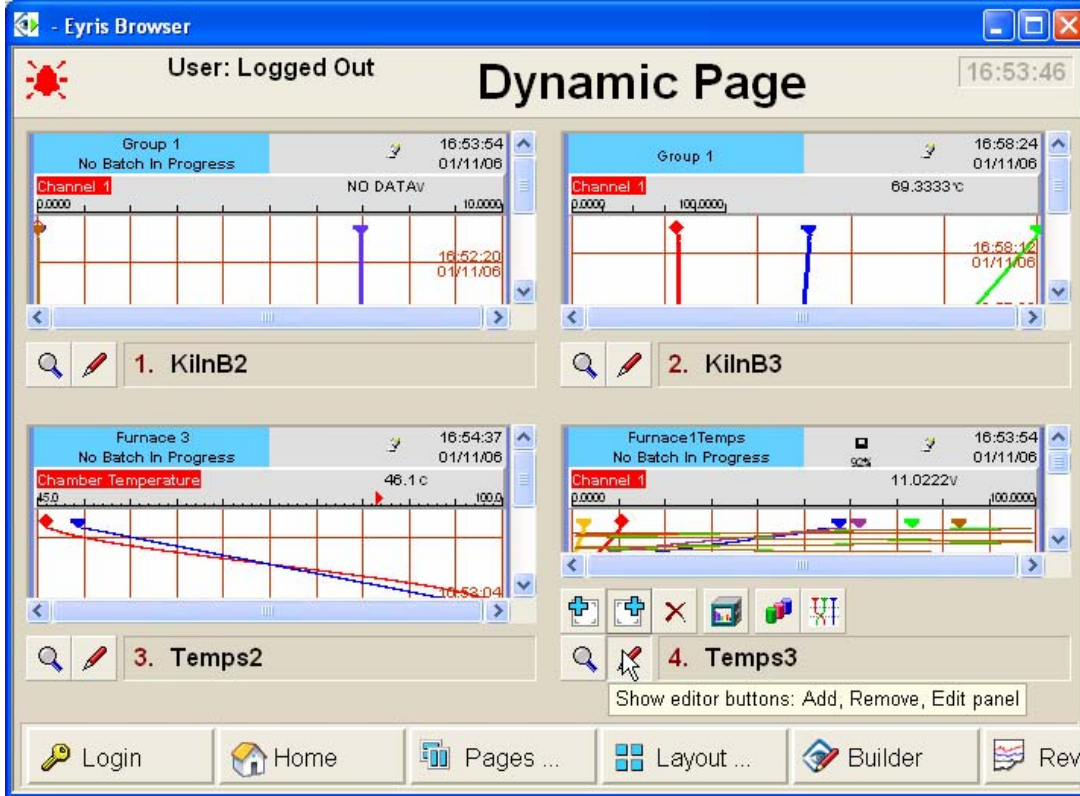 - Eyris Browser
User: Logged Out
Dynamic Page
16:53:46
Group 1
No Batch In Progress
16:53:54
01/11/06
Channel 1
NO DATAV
0.0000
10.0000
16:52:20
01/11/06
1. KilnB2
Group 1
16:58:24
01/11/06
Channel 1
69.3333°C
0.0000
100.0000
16:58:12
01/11/06
2. KilnB3
Furnace 3
No Batch In Progress
16:54:37
01/11/06
Chamber Temperature
46.1 c
45.0
100.0
16:53:04
3. Temps2
Furnace1Temps
No Batch In Progress
92%
16:53:54
01/11/06
Channel 1
11.0222V
0.0000
100.0000
4. Temps3
Show editor buttons: Add, Remove, Edit panel
Login
Home
Pages ...
Layout ...
Builder
Rev